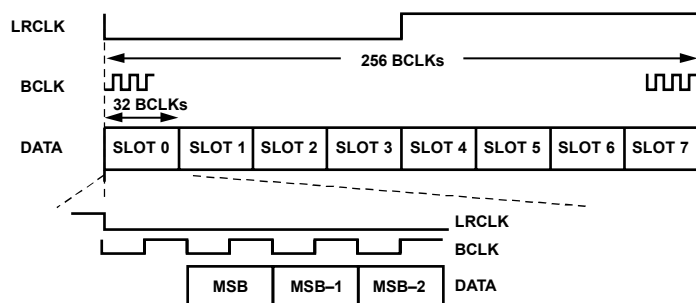 LRCLK
256 BCLKs
BCLK
32 BCLKs
DATA SLOT 0 SLOT 1 SLOT 2 SLOT 3 SLOT 4 SLOT 5 SLOT 6 SLOT 7
LRCLK
BCLK
MSB MSB–1 MSB–2 DATA